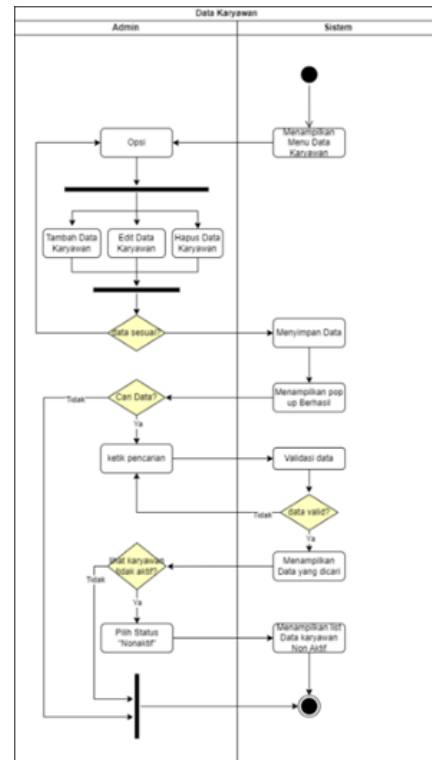 Data Karyawan
Admin
Sistem
Menampilkan
Menu Data
Karyawan
Opsi
Tambah Data
Karyawan
Edit Data
Karyawan
Hapus Data
Karyawan
data sesuai?
Menyimpan Data
Menampilkan pop
up Berhasil
Cari Data?
Tidak
Ya
ketik pencarian
Validasi data
data valid?
Tidak
Ya
Menampilkan
Data yang dicari
lihat karyawan
tidak aktif?
Tidak
Ya
Pilih Status
"Nonaktif"
Menampilkan list
Data karyawan
Non Aktif